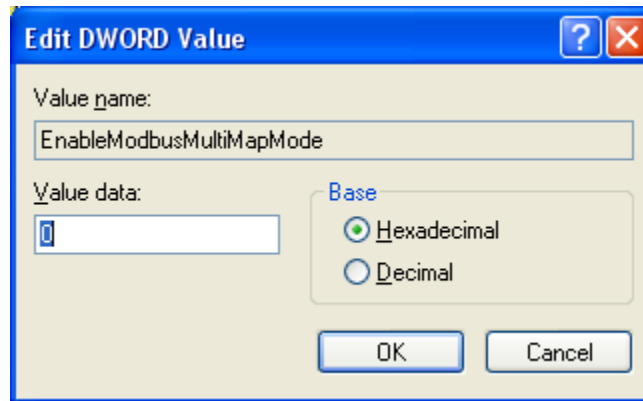 Edit DWORD Value
Value name:
EnableModbusMultiMapMode
Value data:
0
Base
Hexadecimal
Decimal
OK
Cancel